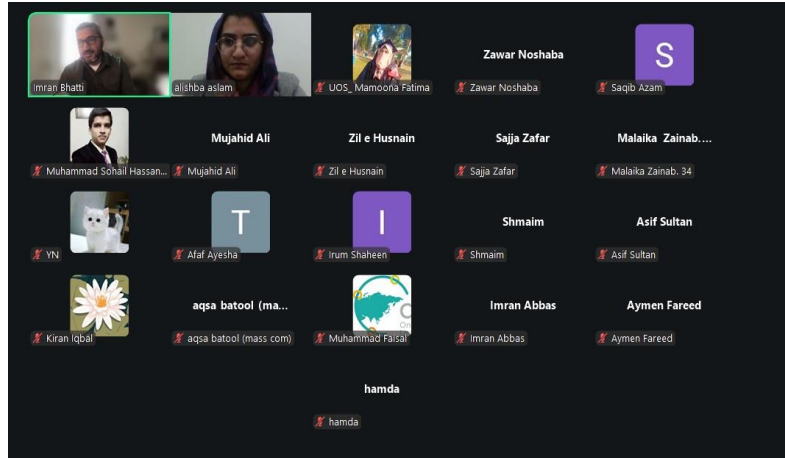 Imran Bhatti
alishba aslam
UOS_ Mamoona Fatima
Zawar Noshaba
Zawar Noshaba
S
Saqib Azam
Muhammad Sohail Hassan...
Mujahid Ali
Mujahid Ali
Zil e Husnain
Zil e Husnain
Sajja Zafar
Sajja Zafar
Malaika Zainab....
Malaika Zainab. 34
YN
T
Afaf Ayesha
I
Irum Shaheen
Shmaim
Shmaim
Asif Sultan
Asif Sultan
Kiran Iqbal
aqsa batool (ma...
aqsa batool (mass com)
Muhammad Faisal
Imran Abbas
Imran Abbas
Aymen Fareed
Aymen Fareed
hamda
hamda